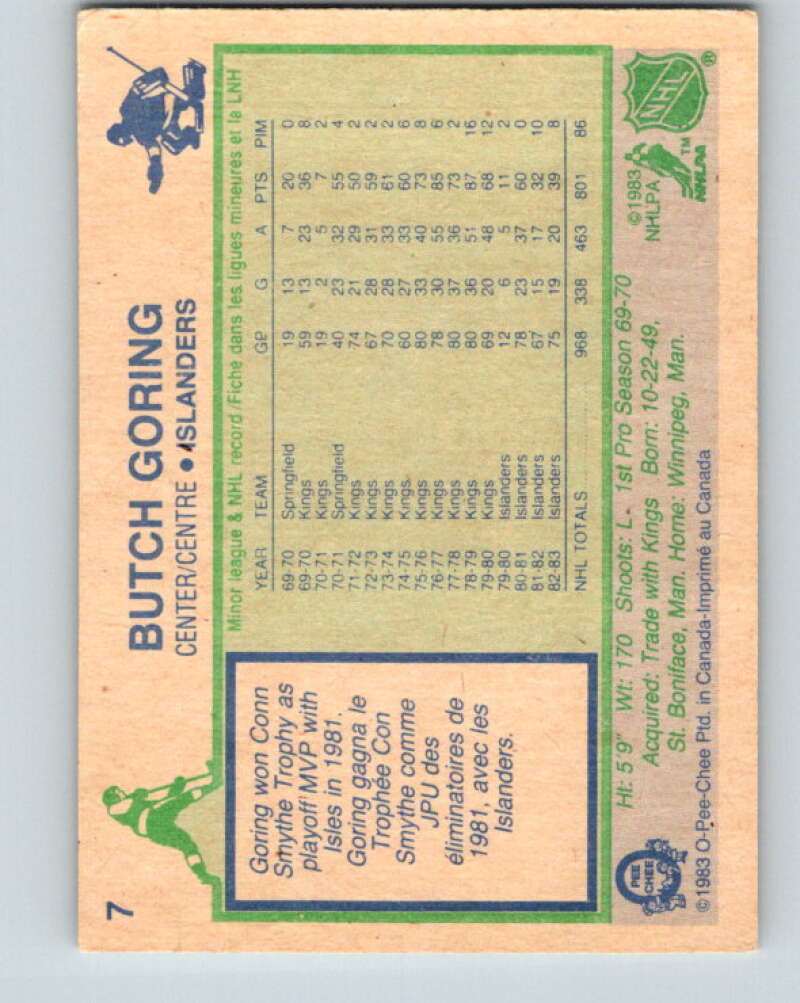 7
BUTCH GORING
CENTER/CENTRE • ISLANDERS
Goring won Conn
Smythe Trophy as
playoff MVP with
Isles in 1981.
Goring gagna le
Trophée Con
Smythe comme
JPU des
éliminatoires de
1981, avec les
Islanders.
Minor league & NHL record/Fiche dans les ligues mineures et la LNH
YEAR TEAM GP G A PTS PIM
69-70 Springfield 19 13 7 20 0
69-70 Kings 59 13 23 36 8
70-71 Kings 19 2 5 7 2
70-71 Springfield 40 23 32 55 4
71-72 Kings 74 21 29 50 2
72-73 Kings 67 28 31 59 2
73-74 Kings 70 28 33 61 2
74-75 Kings 60 27 33 60 6
75-76 Kings 80 33 40 73 8
76-77 Kings 78 30 55 85 6
77-78 Kings 80 37 36 73 2
78-79 Kings 80 36 51 87 16
79-80 Kings 69 20 48 68 12
79-80 Islanders 12 6 5 11 2
80-81 Islanders 78 23 37 60 0
81-82 Islanders 67 15 17 32 10
82-83 Islanders 75 19 20 39 8
NHL TOTALS 968 338 463 801 86
Ht: 5'9" Wt: 170 Shoots: L 1st Pro Season 69-70
Acquired: Trade with Kings Born: 10-22-49,
St. Boniface, Man. Home: Winnipeg, Man.
©1983 O-Pee-Chee Ptd. in Canada-Imprimé au Canada
O PEE CHEE
©1983
NHLPA
NHL ®
NHLPA ™